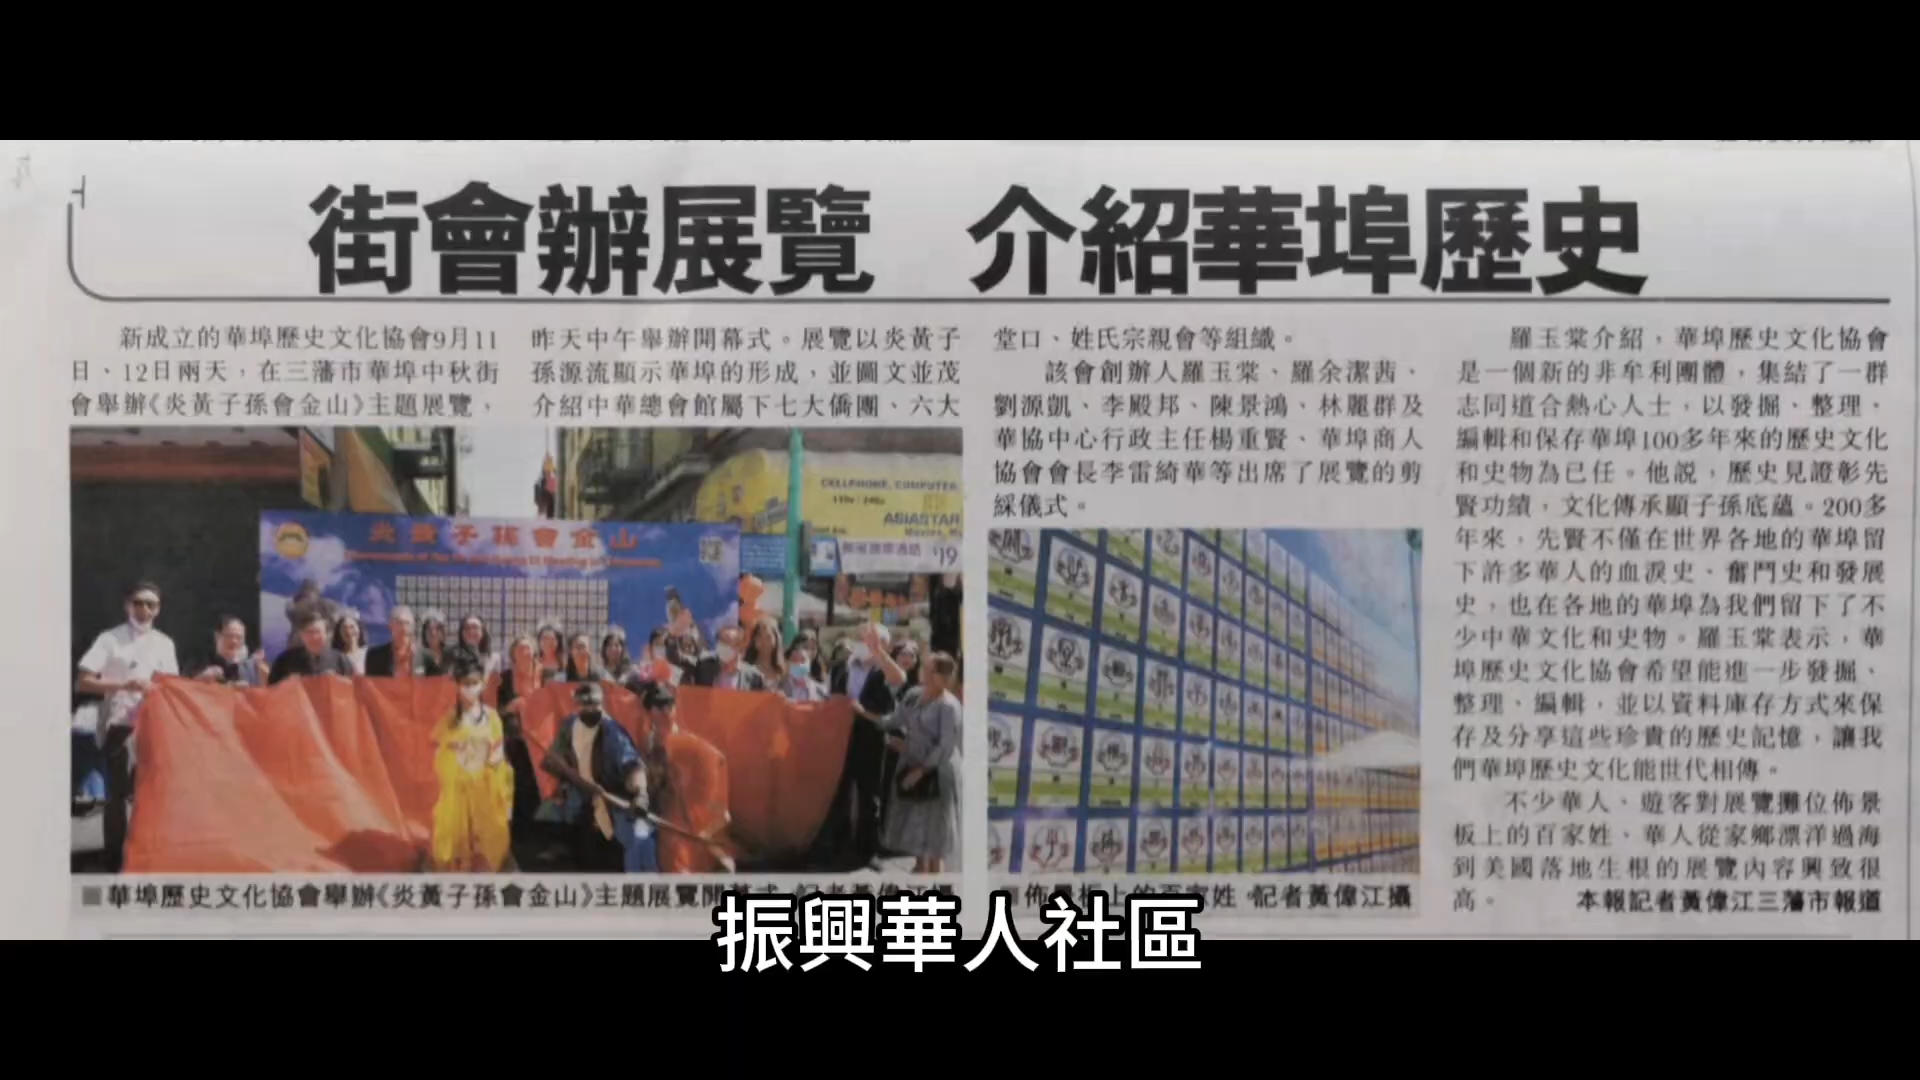 街會辦展覽 介紹華埠歷史
新成立的華埠歷史文化協會9月11
日、12日兩天，在三藩市華埠中秋街
會舉辦《炎黃子孫會金山》主題展覽，
昨天中午舉辦開幕式。展覽以炎黃子
孫源流顯示華埠的形成，並圖文並茂
介紹中華總會館屬下七大僑團、六大
堂口、姓氏宗親會等組織。
該會創辦人羅玉棠、羅余潔茜、
劉源凱、李殿邦、陳景鴻、林麗群及
華協中心行政主任楊重賢、華埠商人
協會會長李雷綺華等出席了展覽的剪
綵儀式。
羅玉棠介紹，華埠歷史文化協會
是一個新的非牟利團體，集結了一群
志同道合熱心人士，以發掘、整理、
編輯和保存華埠100多年來的歷史文化
和史物為已任。他説，歷史見證彰先
賢功績，文化傳承顯子孫底蘊。200多
年來，先賢不僅在世界各地的華埠留
下許多華人的血淚史、奮鬥史和發展
史，也在各地的華埠為我們留下了不
少中華文化和史物。羅玉棠表示，華
埠歷史文化協會希望能進一步發掘、
整理、編輯，並以資料庫存方式來保
存及分享這些珍貴的歷史記憶，讓我
們華埠歷史文化能世代相傳。
不少華人、遊客對展覽攤位佈景
板上的百家姓、華人從家鄉漂洋過海
到美國落地生根的展覽內容興致很
高。 本報記者黃偉江三藩市報道
炎黃子孫會金山
CELLPHONE, COMPUTER
ASIASTAR
$19
■華埠歷史文化協會舉辦《炎黃子孫會金山》主題展覽開幕式 記者黃偉江攝
■佈景板上的百家姓。記者黃偉江攝
振興華人社區